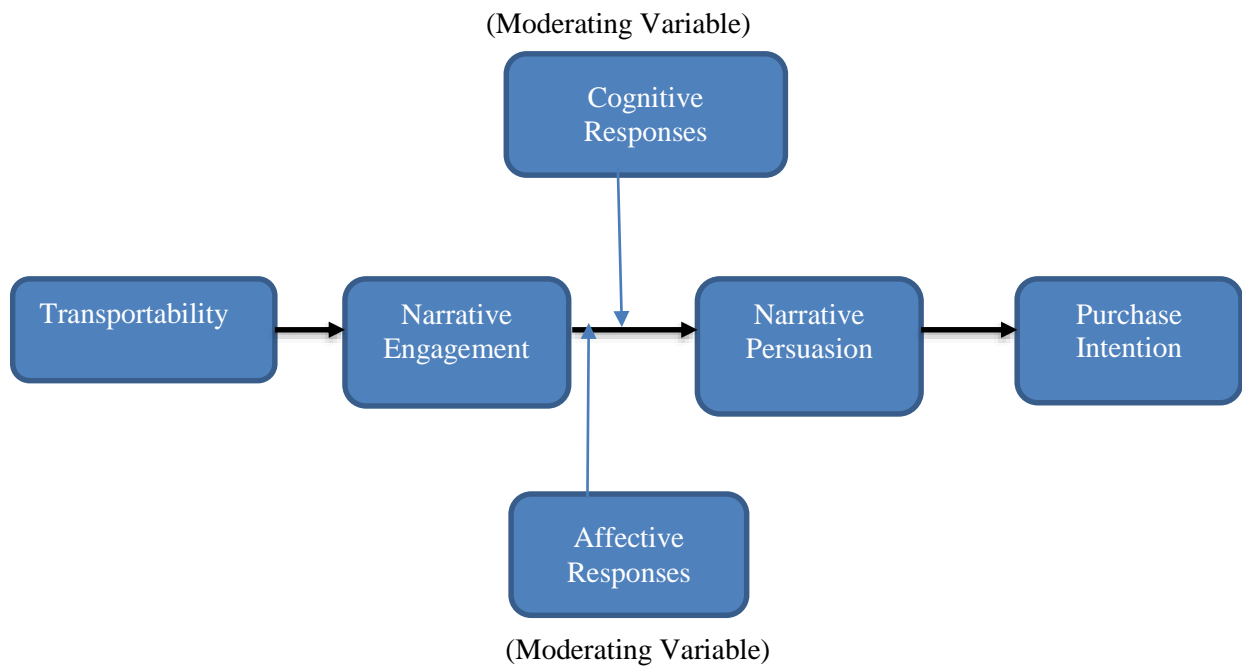 (Moderating Variable)
Cognitive
Responses
Transportability
Narrative
Engagement
Narrative
Persuasion
Purchase
Intention
Affective
Responses
(Moderating Variable)